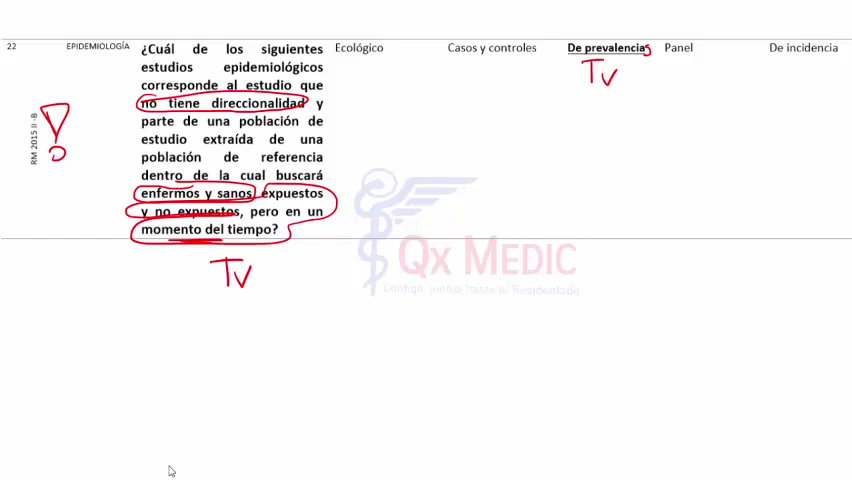 22
EPIDEMIOLOGÍA
¿Cuál de los siguientes
estudios epidemiológicos
corresponde al estudio que
no tiene direccionalidad y
parte de una población de
estudio extraída de una
población de referencia
dentro de la cual buscará
enfermos y sanos expuestos
y no expuestos, pero en un
momento del tiempo?
Ecológico
Casos y controles
De prevalencia
Panel
De incidencia
Tv
RM 2015 II -B
Tv
Qx MEDIC
Contigo, juntos hasta el Residentado